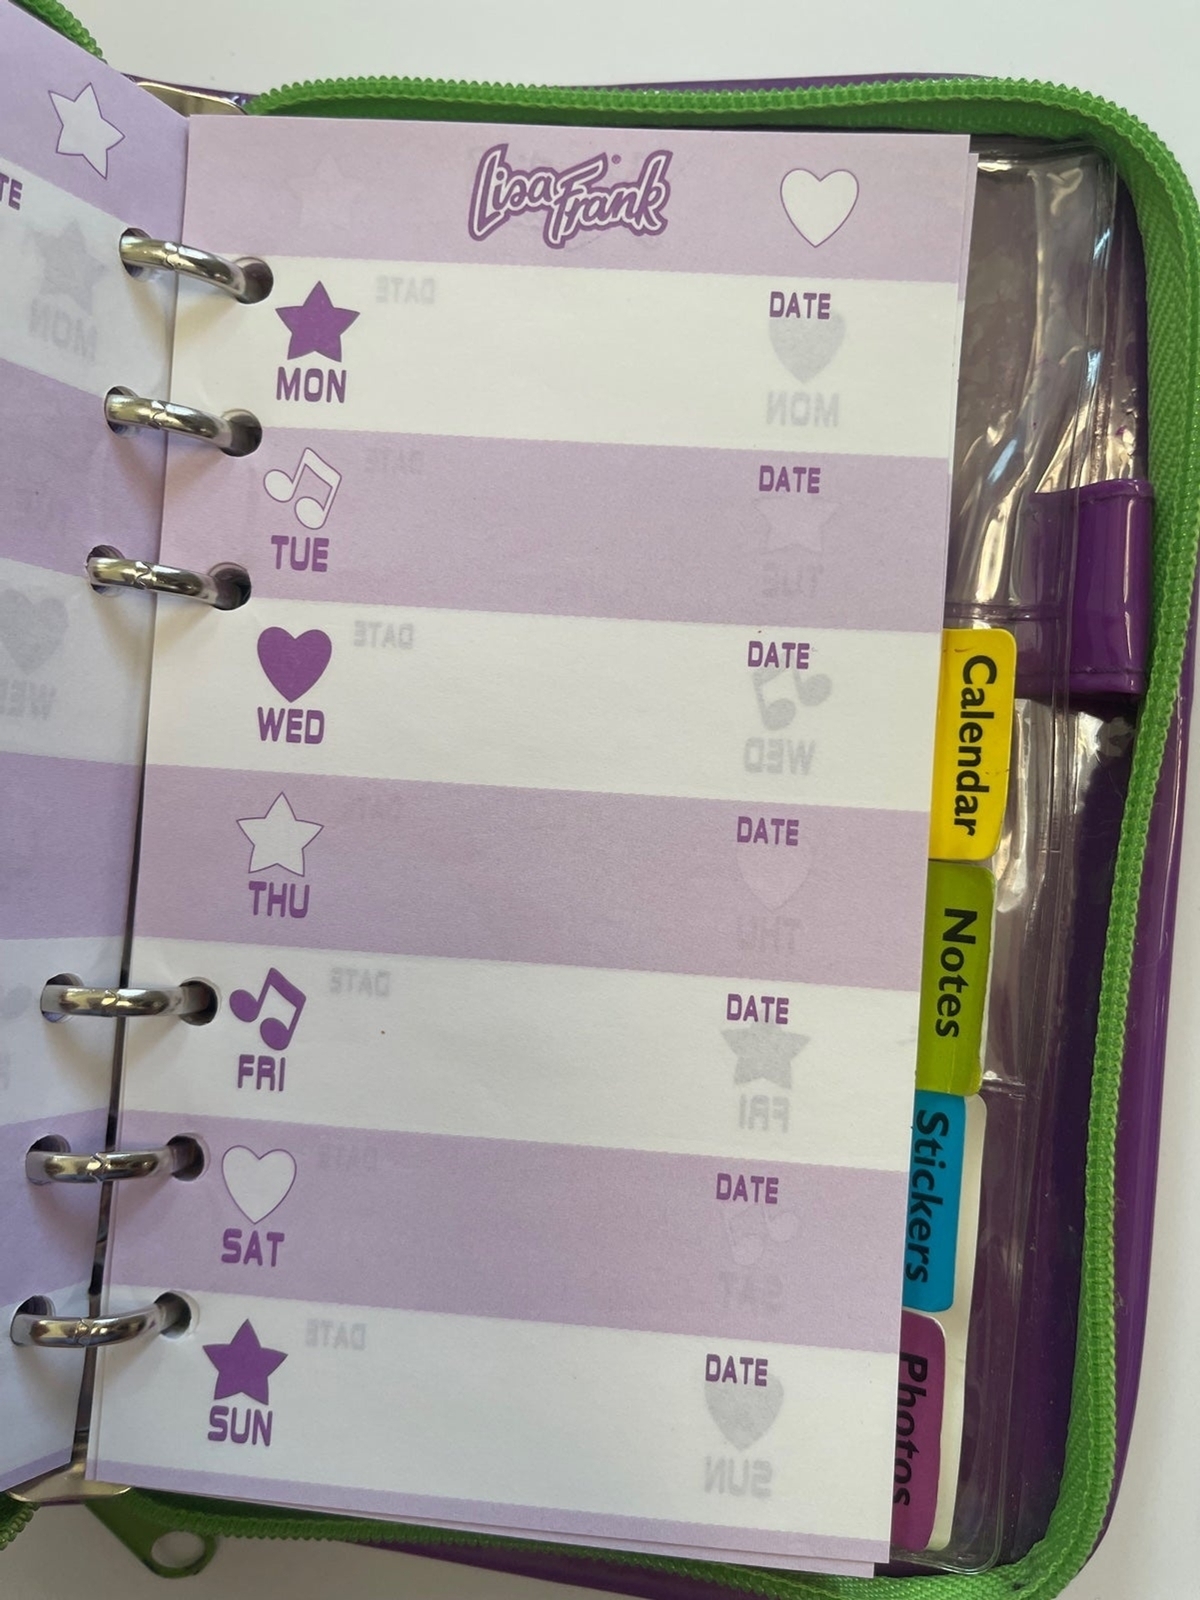 TE
Lisa Frank®
DATE
MON
DATE
TUE
DATE
WED
DATE
THU
DATE
FRI
DATE
SAT
DATE
SUN
Calendar
Notes
Stickers
Photos